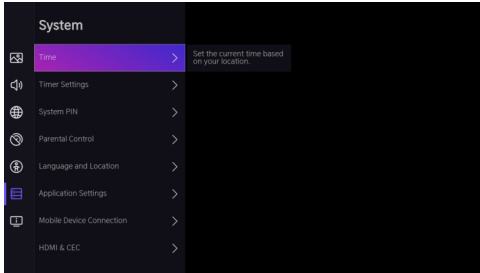 System
Time
Set the current time based
on your location.
Timer Settings
System PIN
Parental Control
Language and Location
Application Settings
Mobile Device Connection
HDMI & CEC